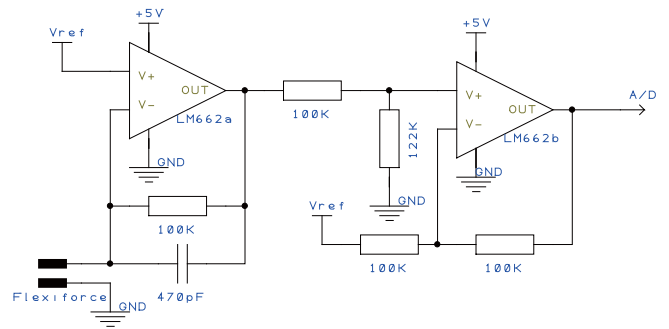 +5V
Vref
V+
V-
OUT
LM662a
GND
100K
470pF
Flexiforce
GND
100K
122K
GND
+5V
V+
V-
OUT
LM662b
GND
A/D
Vref
100K
100K